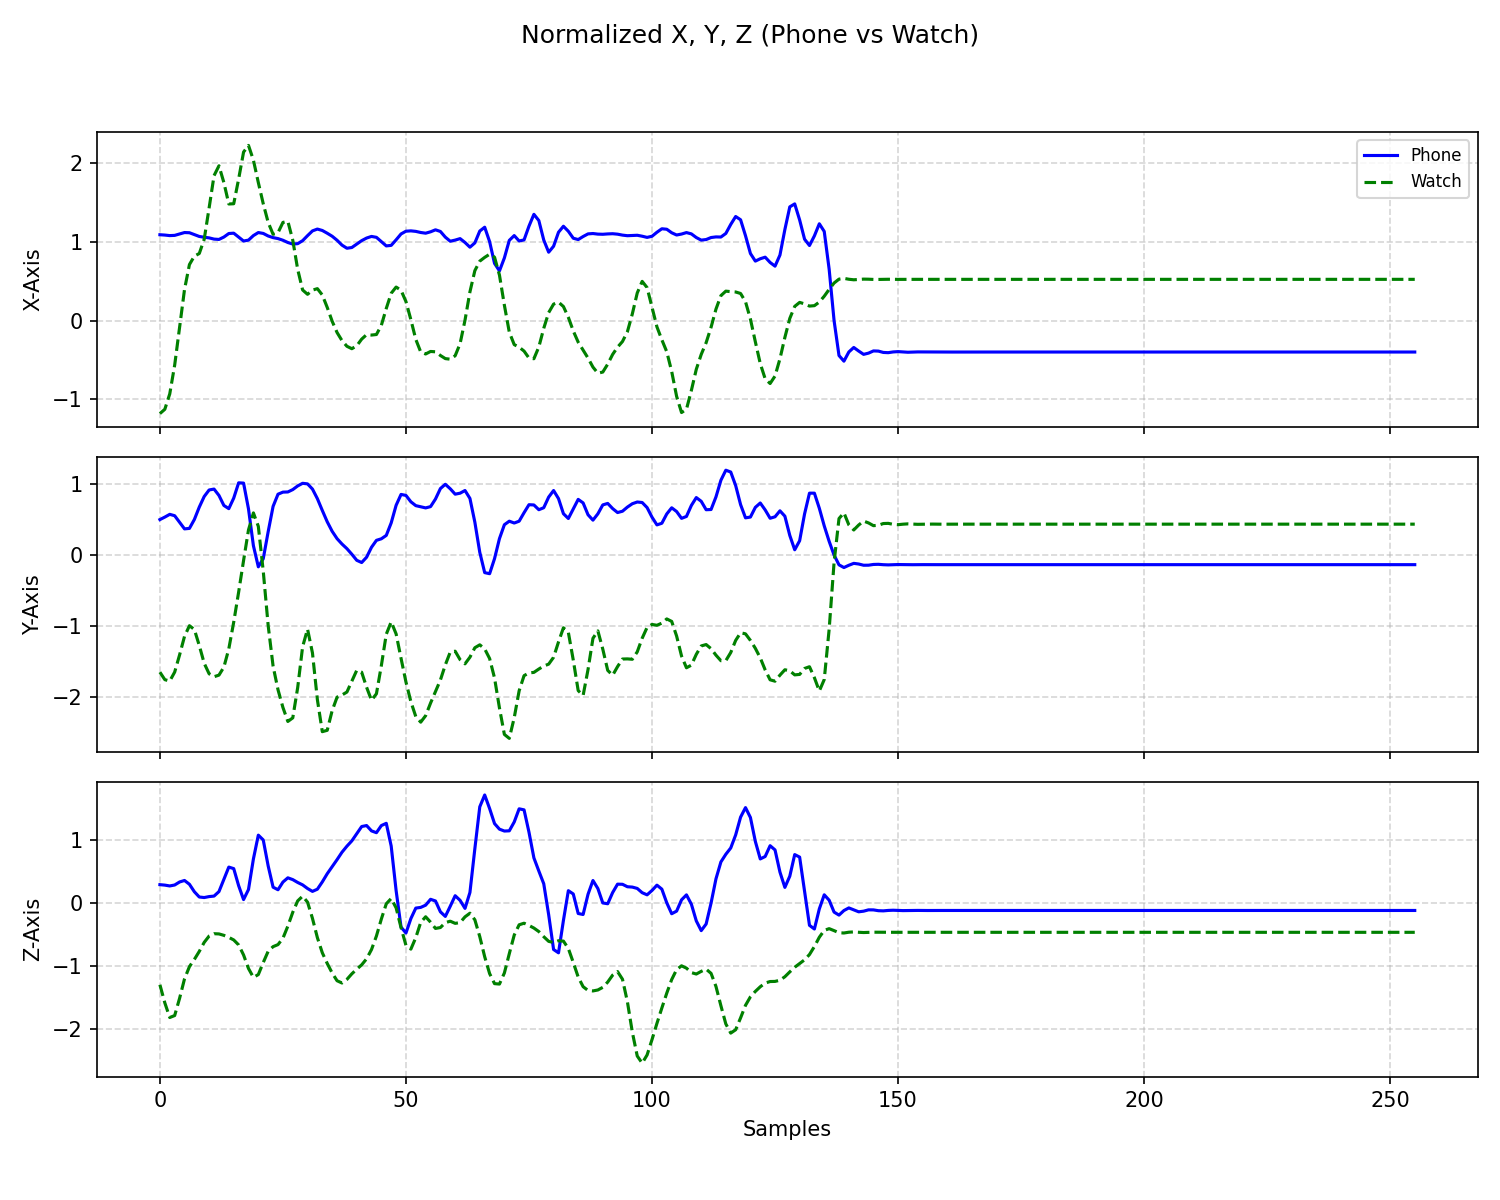 Normalized X, Y, Z (Phone vs Watch)
Phone
Watch
X-Axis
2
1
0
−1
Y-Axis
1
0
−1
−2
Z-Axis
1
0
−1
−2
0 50 100 150 200 250
Samples